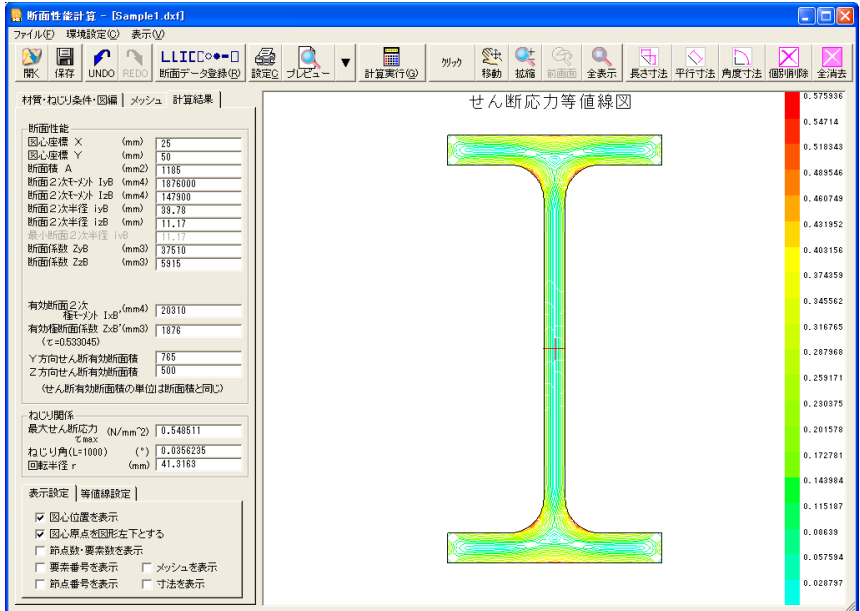 断面性能計算 - [Sample1.dxf]
ファイル(F) 環境設定(C) 表示(V)
開く 保存 UNDO REDO 断面データ登録(R) 設定C プレビュー 計算実行(G) クリック 移動 拡縮 前画面 全表示 長さ寸法 平行寸法 角度寸法 個別削除 全消去
材質・ねじり条件・図編 メッシュ 計算結果
せん断応力等値線図
断面性能
図心座標 X (mm) 25
図心座標 Y (mm) 50
断面積 A (mm2) 1185
断面2次モーメント IyB (mm4) 1876000
断面2次モーメント IzB (mm4) 147900
断面2次半径 iyB (mm) 39.78
断面2次半径 izB (mm) 11.17
最小断面2次半径 ivB 11.17
断面係数 ZyB (mm3) 37510
断面係数 ZzB (mm3) 5915
有効断面2次
極モーメント IxB' (mm4) 20310
有効極断面係数 ZxB'(mm3) 1876
(τ=0.533045)
Y方向せん断有効断面積 765
Z方向せん断有効断面積 500
(せん断有効断面積の単位は断面積と同じ)
ねじり関係
最大せん断応力 τmax (N/mm^2) 0.548511
ねじり角(L=1000) (°) 0.0356235
回転半径 r (mm) 41.3163
表示設定 等値線設定
図心位置を表示
図心原点を図形左下とする
節点数・要素数を表示
要素番号を表示 メッシュを表示
節点番号を表示 寸法を表示
0.575936
0.54714
0.518343
0.489546
0.460749
0.431952
0.403156
0.374359
0.345562
0.316765
0.287968
0.259171
0.230375
0.201578
0.172781
0.143984
0.115187
0.08639
0.057594
0.028797